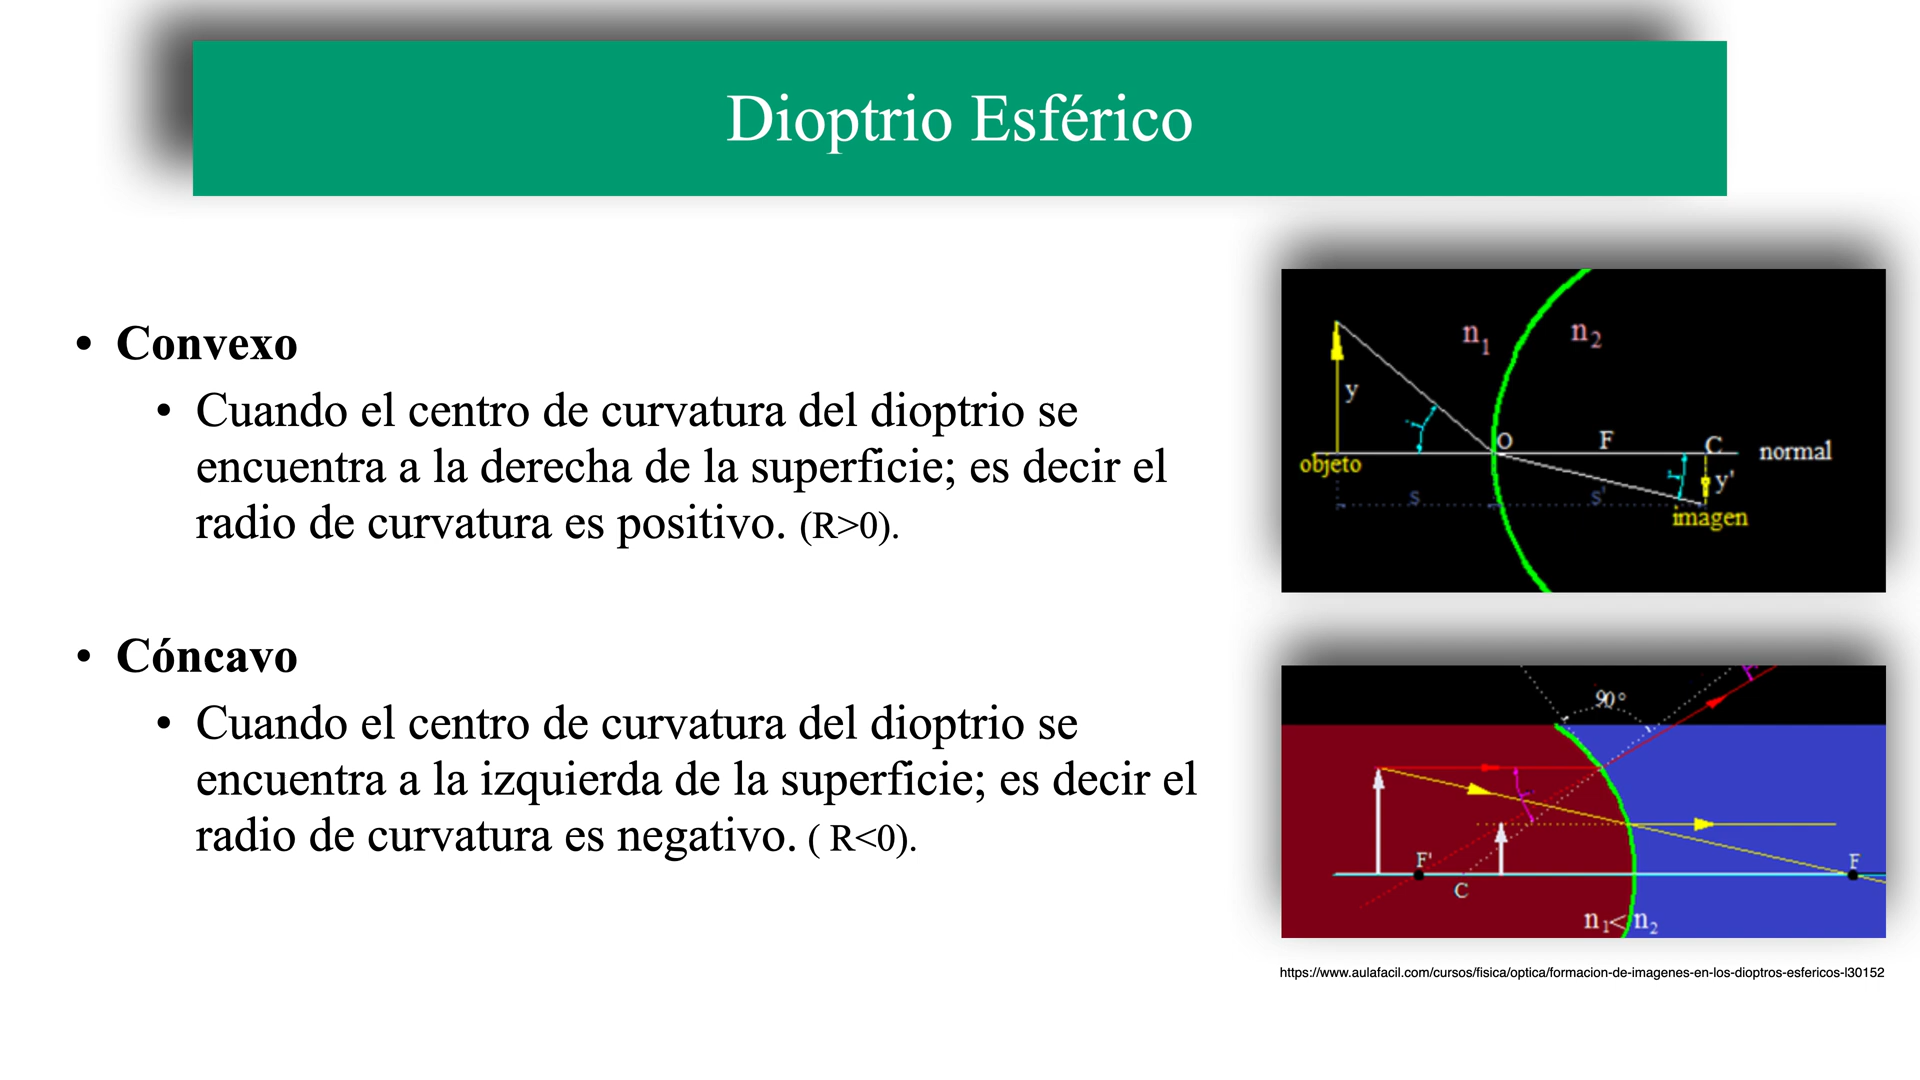 Dioptrio Esférico
• Convexo
• Cuando el centro de curvatura del dioptrio se
encuentra a la derecha de la superficie; es decir el
radio de curvatura es positivo. (R>0).
• Cóncavo
• Cuando el centro de curvatura del dioptrio se
encuentra a la izquierda de la superficie; es decir el
radio de curvatura es negativo. ( R<0).
n1 n2
y
O F C normal
objeto
y'
s s'
imagen
90°
F' F
C
n1< n2
https://www.aulafacil.com/cursos/fisica/optica/formacion-de-imagenes-en-los-dioptros-esfericos-l30152